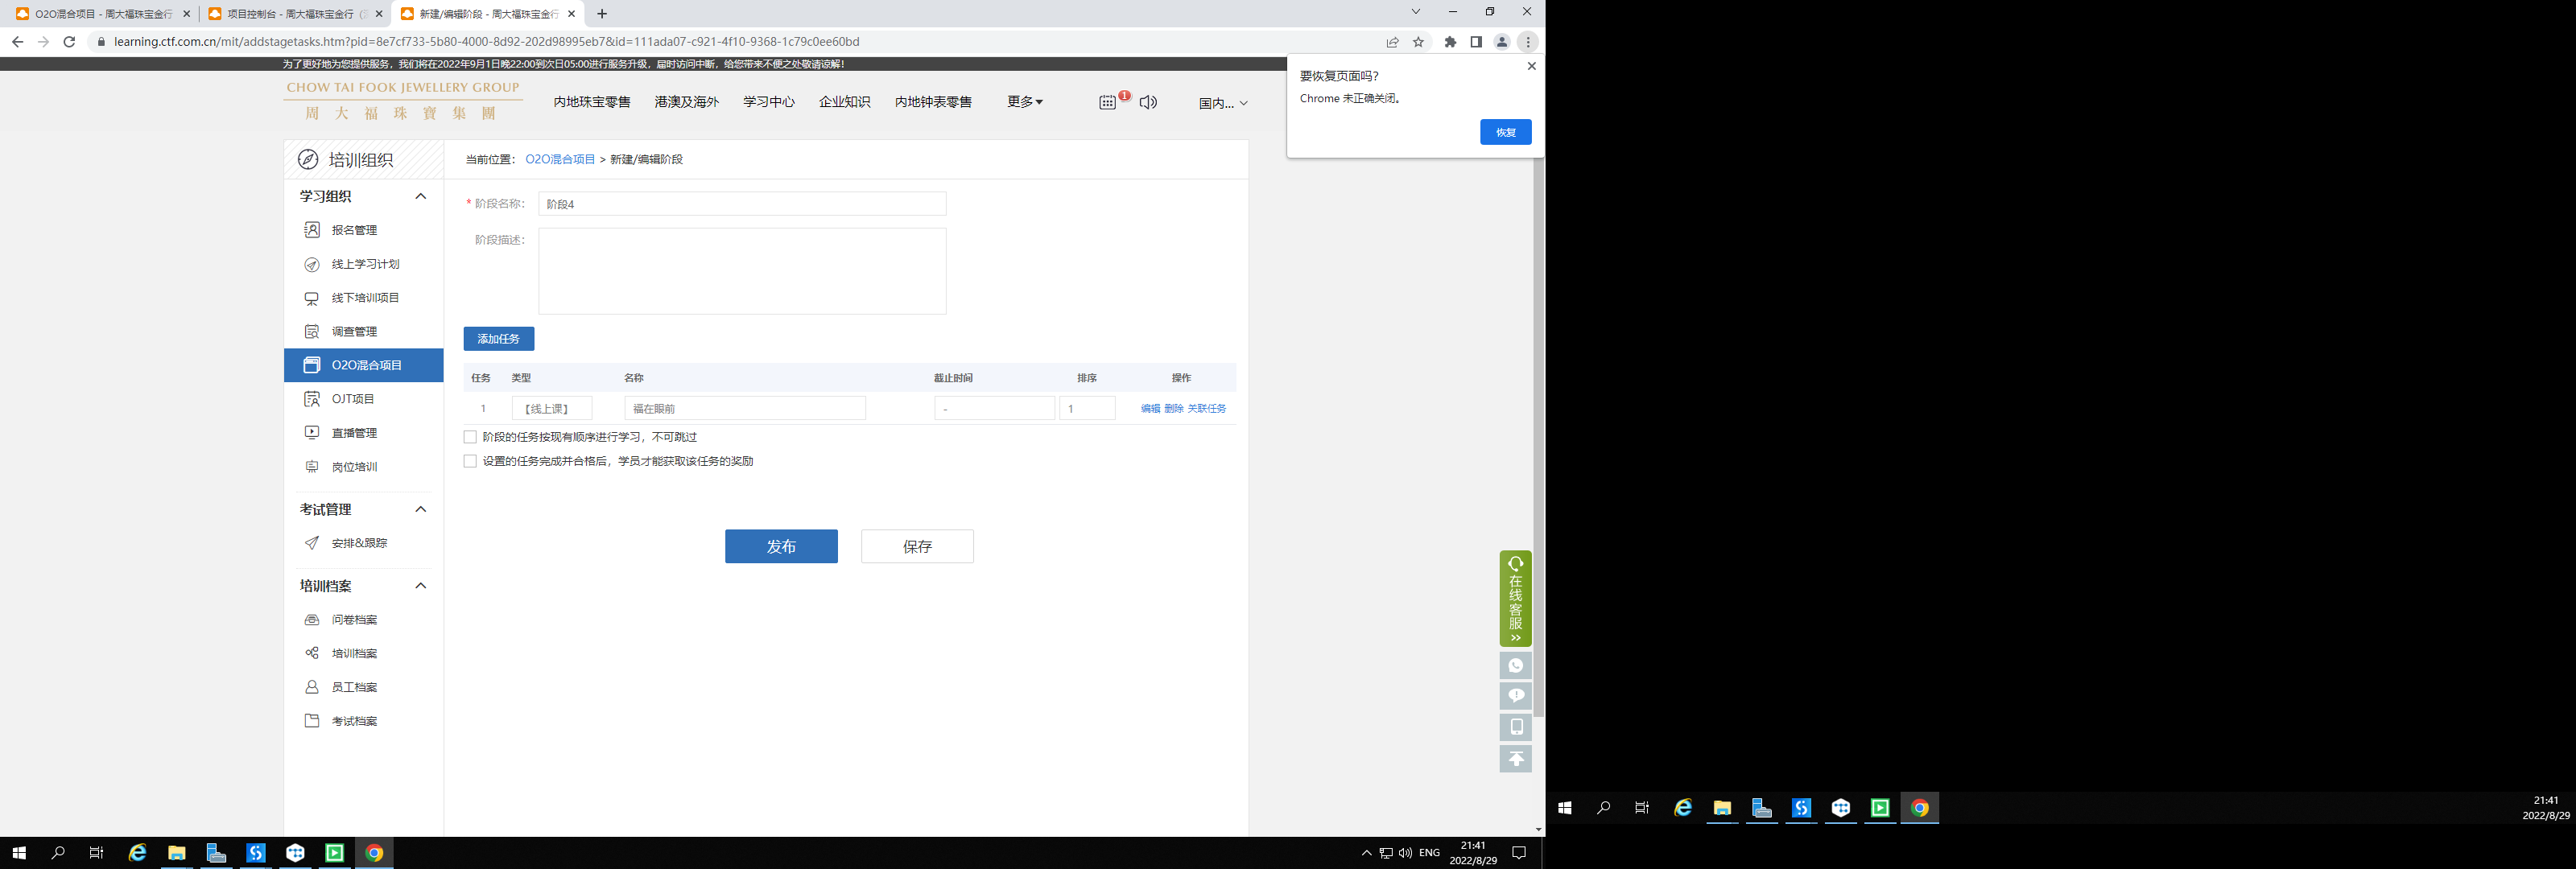 O2O混合项目 - 周大福珠宝金行
项目控制台 - 周大福珠宝金行（
新建/编辑阶段 - 周大福珠宝金行
learning.ctf.com.cn/mit/addstagetasks.htm?pid=8e7cf733-5b80-4000-8d92-202d98995eb7&id=111ada07-c921-4f10-9368-1c79c0ee60bd
为了更好地为您提供服务，我们将在2022年9月1日晚22:00到次日05:00进行服务升级，届时访问中断，给您带来不便之处敬请谅解！
要恢复页面吗？
Chrome 未正确关闭。
恢复
CHOW TAI FOOK JEWELLERY GROUP
周大福珠寶集團
内地珠宝零售 港澳及海外 学习中心 企业知识 内地钟表零售 更多
1
国内...
培训组织
当前位置： O2O混合项目 > 新建/编辑阶段
学习组织
报名管理
线上学习计划
线下培训项目
调查管理
O2O混合项目
OJT项目
直播管理
岗位培训
考试管理
安排&跟踪
培训档案
问卷档案
培训档案
员工档案
考试档案
* 阶段名称： 阶段4
阶段描述：
添加任务
任务 类型 名称 截止时间 排序 操作
1 【线上课】 福在眼前 - 1 编辑 删除 关联任务
阶段的任务按现有顺序进行学习，不可跳过
设置的任务完成并合格后，学员才能获取该任务的奖励
发布 保存
在线客服
ENG
21:41
2022/8/29
21:41
2022/8/29